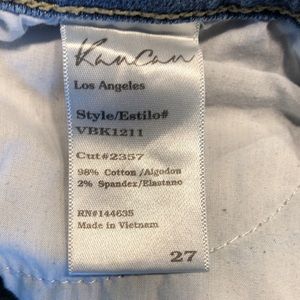 KanCan
Los Angeles
Style/Estilo#
VBK1211
Cut#2357
98% Cotton /Algodon
2% Spandex/Elastano
RN#144635
Made in Vietnam
27